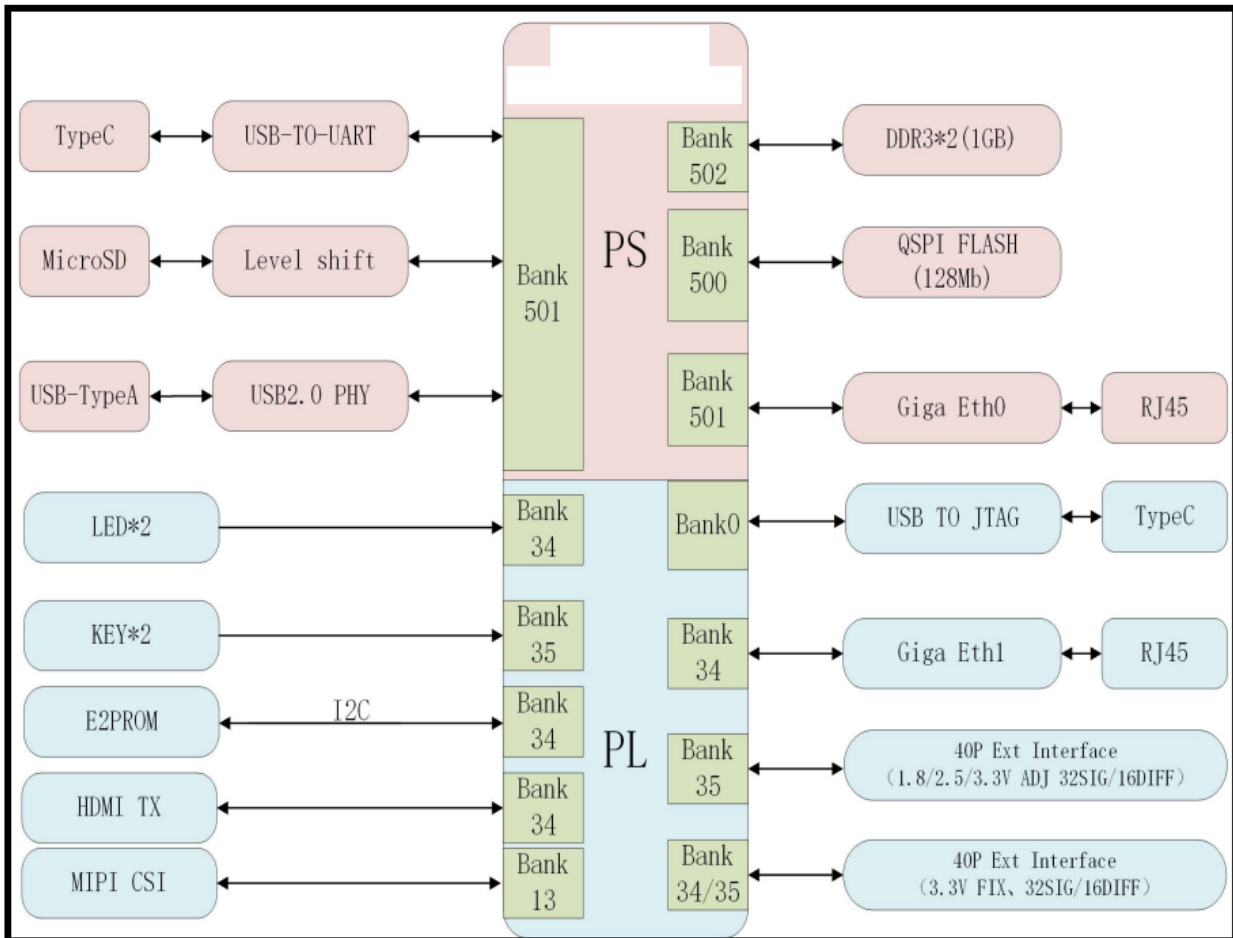 TypeC
USB-TO-UART
Bank
502
DDR3*2(1GB)
MicroSD
Level shift
Bank
501
PS
Bank
500
QSPI FLASH
(128Mb)
USB-TypeA
USB2.0 PHY
Bank
501
Giga Eth0
RJ45
LED*2
Bank
34
Bank0
USB TO JTAG
TypeC
KEY*2
Bank
35
Bank
34
Giga Eth1
RJ45
E2PROM
I2C
Bank
34
PL
Bank
35
40P Ext Interface
(1.8/2.5/3.3V ADJ 32SIG/16DIFF)
HDMI TX
Bank
34
MIPI CSI
Bank
13
Bank
34/35
40P Ext Interface
(3.3V FIX、32SIG/16DIFF)